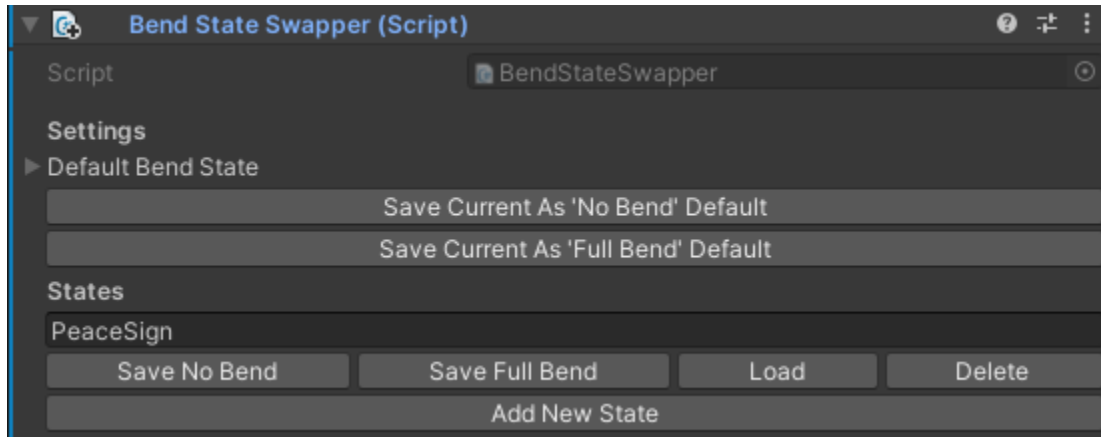 Bend State Swapper (Script)
Script BendStateSwapper
Settings
Default Bend State
Save Current As 'No Bend' Default
Save Current As 'Full Bend' Default
States
PeaceSign
Save No Bend Save Full Bend Load Delete
Add New State